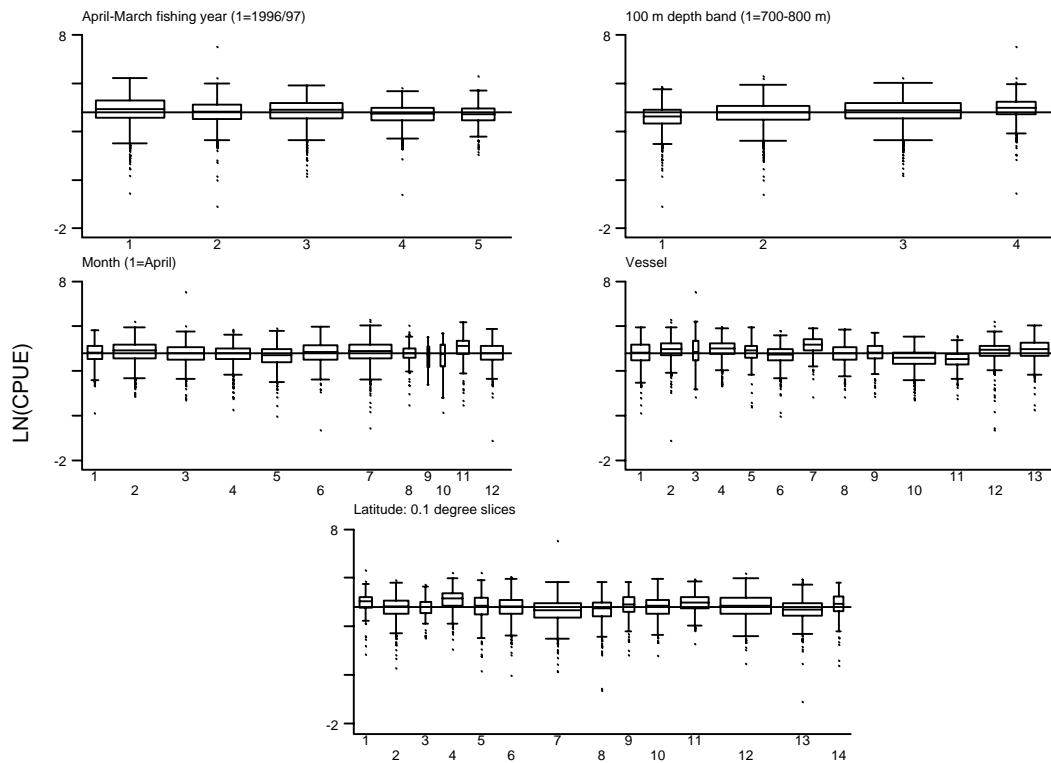 April-March fishing year (1=1996/97)
8
-2
1 2 3 4 5
100 m depth band (1=700-800 m)
1 2 3 4
LN(CPUE)
Month (1=April)
8
-2
1 3 5 7 9 11
2 4 6 8 10 12
Vessel
8
-2
1 3 5 7 9 11 13
2 4 6 8 10 12
Latitude: 0.1 degree slices
8
-2
1 3 5 7 9 11 13
2 4 6 8 10 12 14